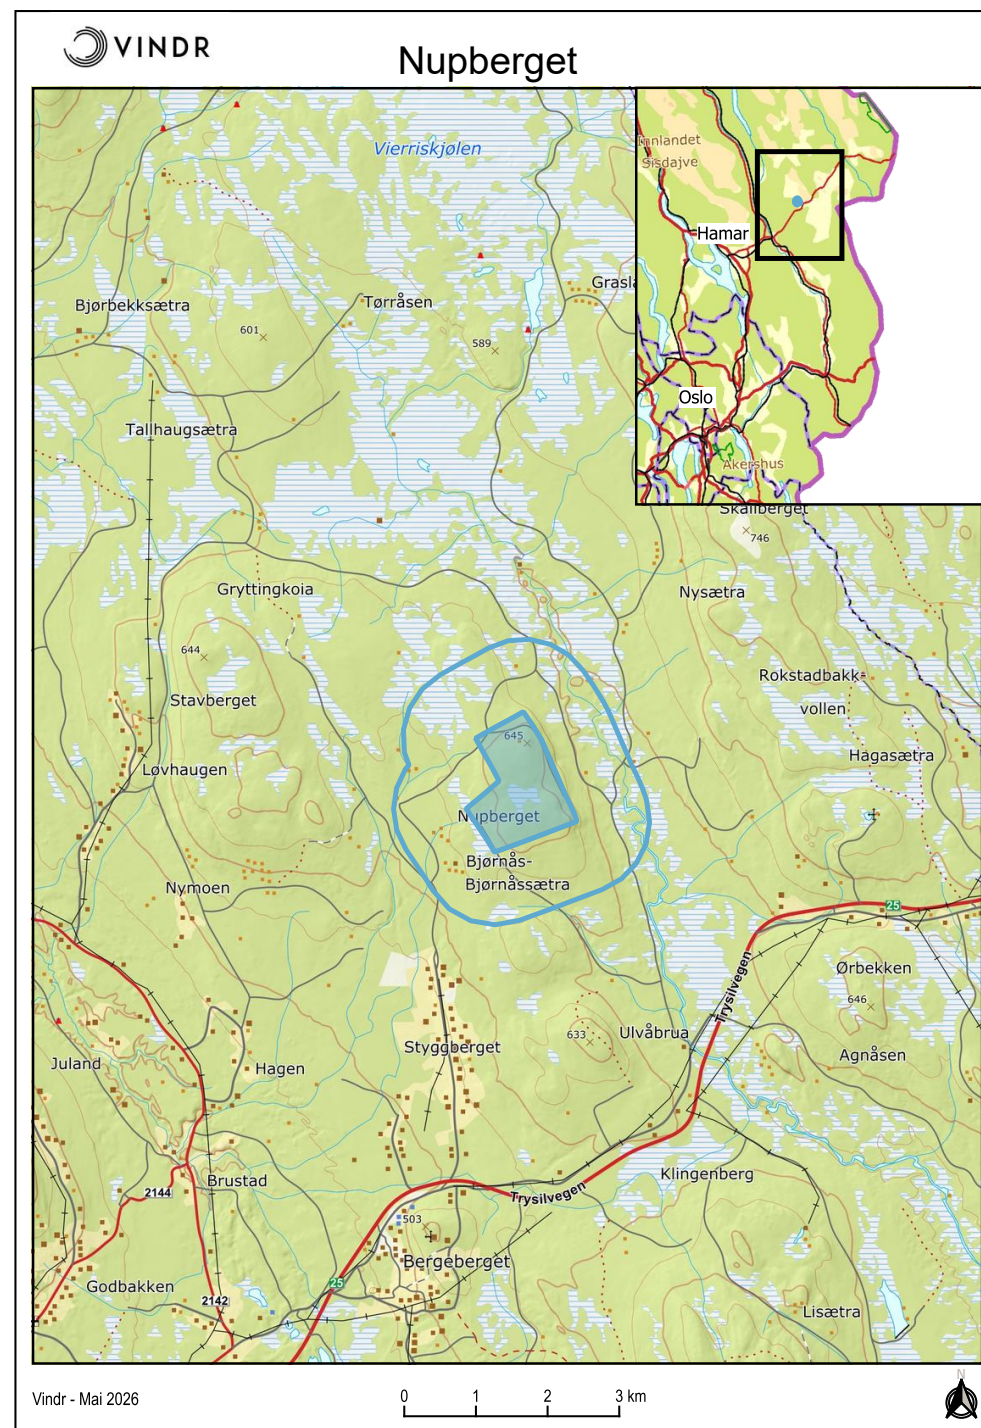 VINDR
Nupberget
Vierriskjølen
Innlandet
Sisdajve
Hamar
Oslo
Akershus
Grasla
Bjørbekksætra
Tørråsen
601
589
Tallhaugsætra
Skallberget
746
Gryttingkoia
Nysætra
644
Stavberget
Rokstadbakk-
vollen
645
Løvhaugen
Hagasætra
Nupberget
Bjørnås-
Bjørnåssætra
Nymoen
25
Trysilvegen
Ørbekken
646
633
Ulvåbrua
Styggberget
Agnåsen
Juland
Hagen
Klingenberg
Brustad
2144
Trysilvegen
503
Bergeberget
25
Godbakken
2142
Lisætra
Vindr - Mai 2026
0 1 2 3 km
N